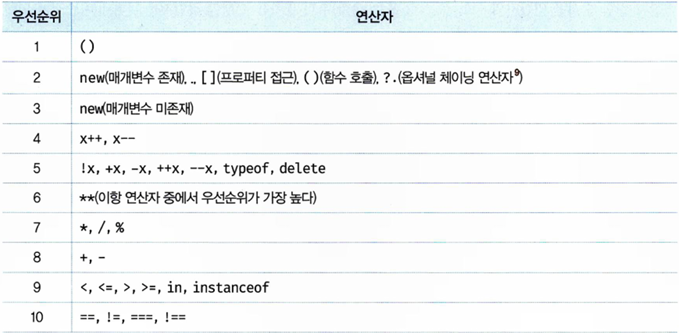 우선순위 연산자
1 ()
2 new(매개변수 존재), ., [](프로퍼티 접근), ()(함수 호출), ?.(옵셔널 체이닝 연산자⁹)
3 new(매개변수 미존재)
4 x++, x--
5 !x, +x, -x, ++x, --x, typeof, delete
6 **(이항 연산자 중에서 우선순위가 가장 높다)
7 *, /, %
8 +, -
9 <, <=, >, >=, in, instanceof
10 ==, !=, ===, !==